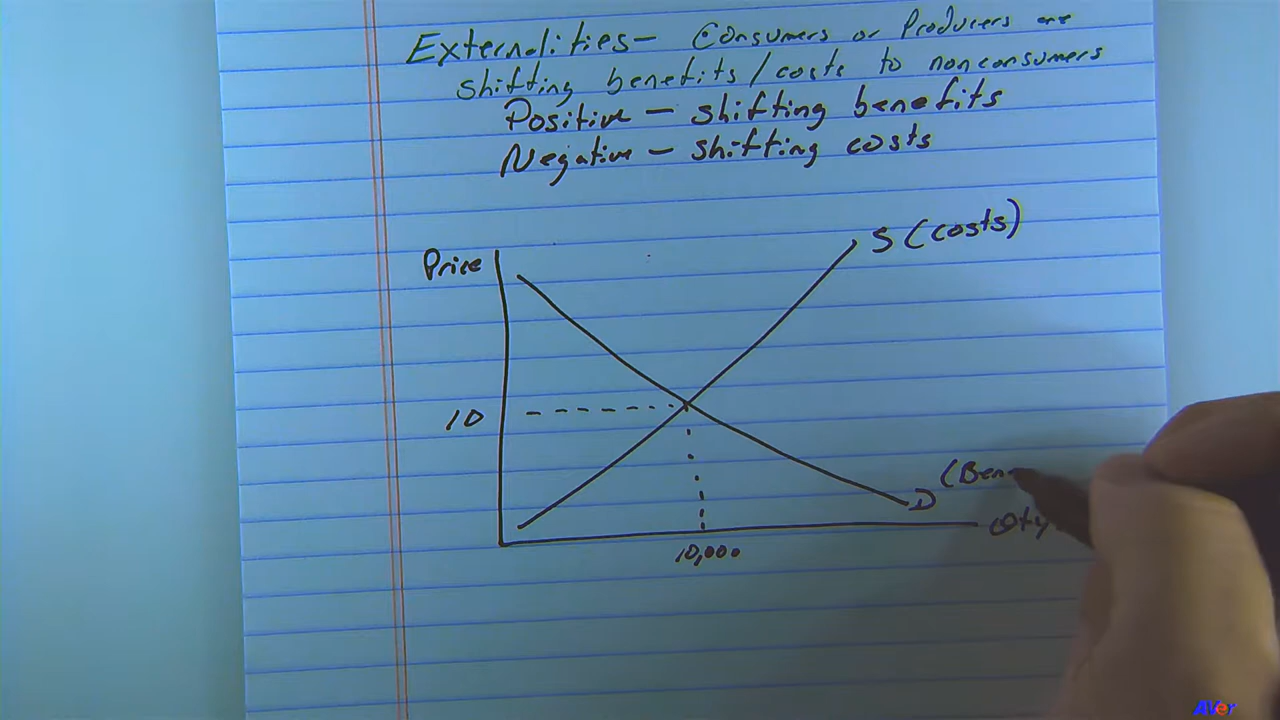 Externalities- Consumers or Producers are
shifting benefits/costs to nonconsumers
Positive - shifting benefits
Negative - shifting costs
S (costs)
Price
10
(Ben
D
Qty
10,000
AVer